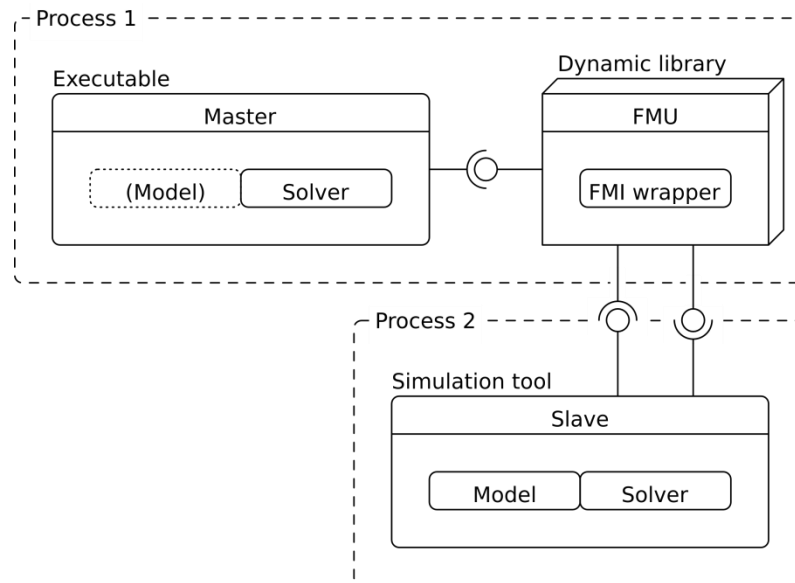 Process 1
Executable
Dynamic library
Master
FMU
(Model)
Solver
FMI wrapper
Process 2
Simulation tool
Slave
Model
Solver